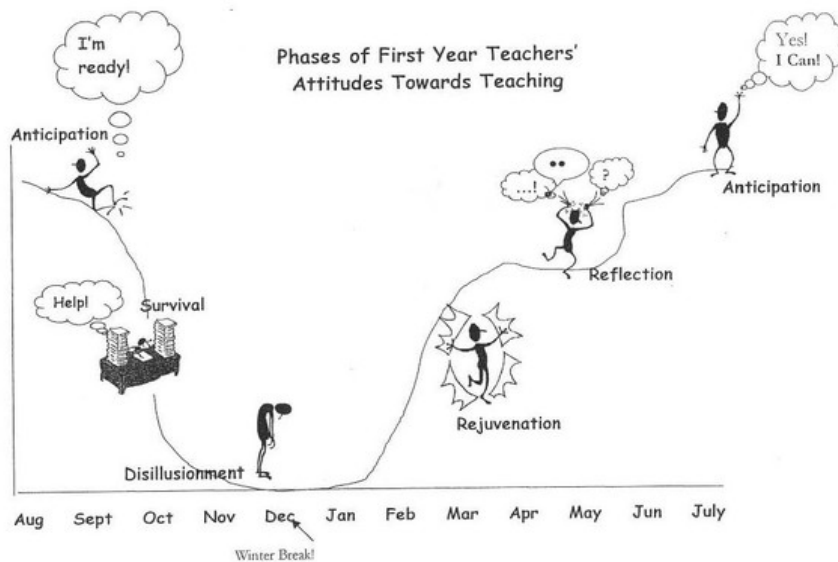 Phases of First Year Teachers'
Attitudes Towards Teaching
I'm
ready!
Anticipation
Help!
Survival
Disillusionment
Rejuvenation
...!
?
Reflection
Yes!
I Can!
Anticipation
Aug Sept Oct Nov Dec Jan Feb Mar Apr May Jun July
Winter Break!